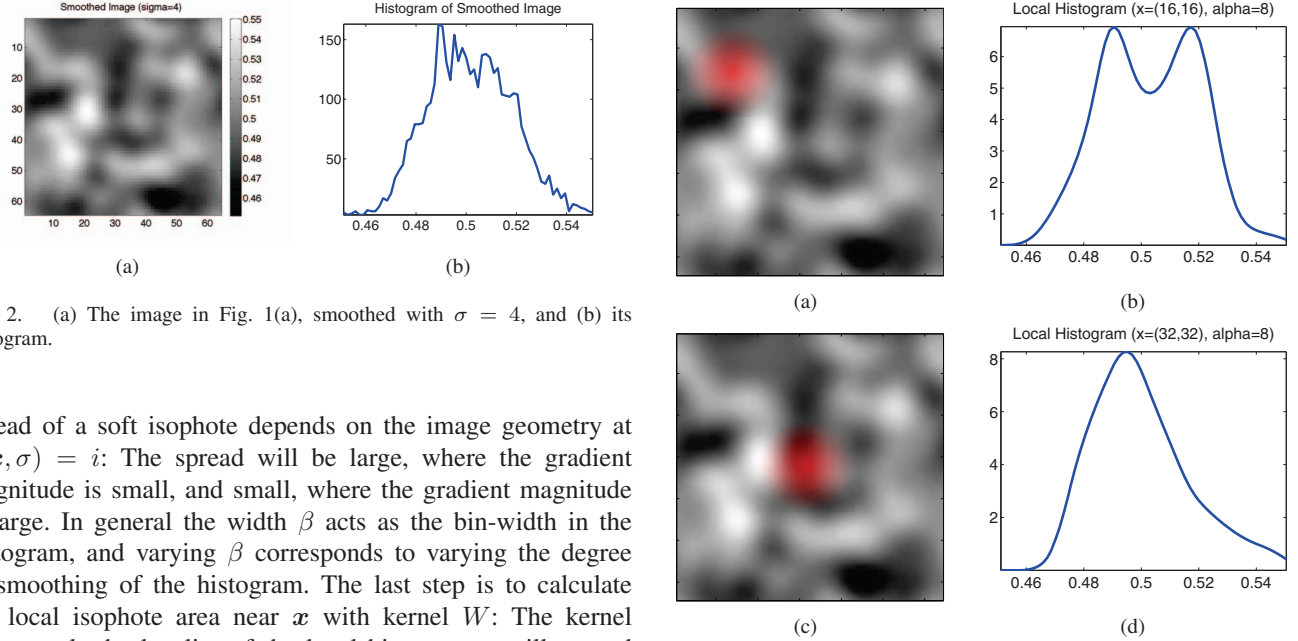 Smoothed Image (sigma=4)
10
20
30
40
50
60
10 20 30 40 50 60
0.55
0.54
0.53
0.52
0.51
0.5
0.49
0.48
0.47
0.46
(a)
Histogram of Smoothed Image
150
100
50
0.46 0.48 0.5 0.52 0.54
(b)
2. (a) The image in Fig. 1(a), smoothed with σ = 4, and (b) its
ogram.
ead of a soft isophote depends on the image geometry at
, σ) = i: The spread will be large, where the gradient
gnitude is small, and small, where the gradient magnitude
arge. In general the width β acts as the bin-width in the
togram, and varying β corresponds to varying the degree
smoothing of the histogram. The last step is to calculate
local isophote area near x with kernel W: The kernel
(a)
Local Histogram (x=(16,16), alpha=8)
6
5
4
3
2
1
0.46 0.48 0.5 0.52 0.54
(b)
(c)
Local Histogram (x=(32,32), alpha=8)
8
6
4
2
0.46 0.48 0.5 0.52 0.54
(d)